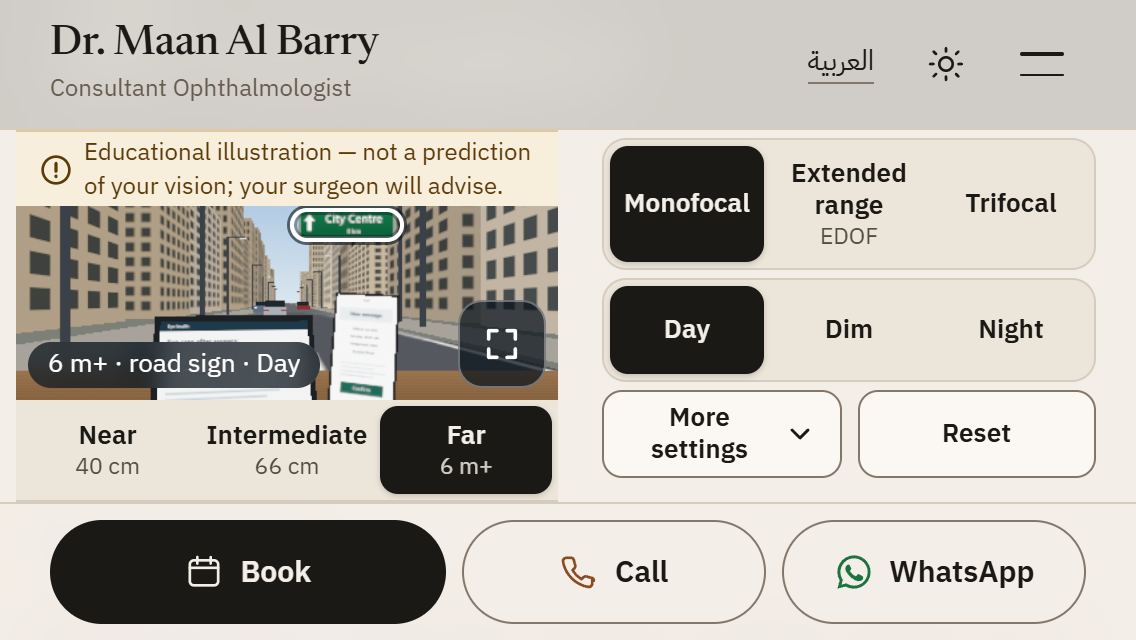 Dr. Maan Al Barry
Consultant Ophthalmologist
العربية
Educational illustration — not a prediction
of your vision; your surgeon will advise.
City Centre
6 m+ · road sign · Day
Near
40 cm
Intermediate
66 cm
Far
6 m+
Monofocal
Extended
range
EDOF
Trifocal
Day
Dim
Night
More
settings
Reset
Book
Call
WhatsApp